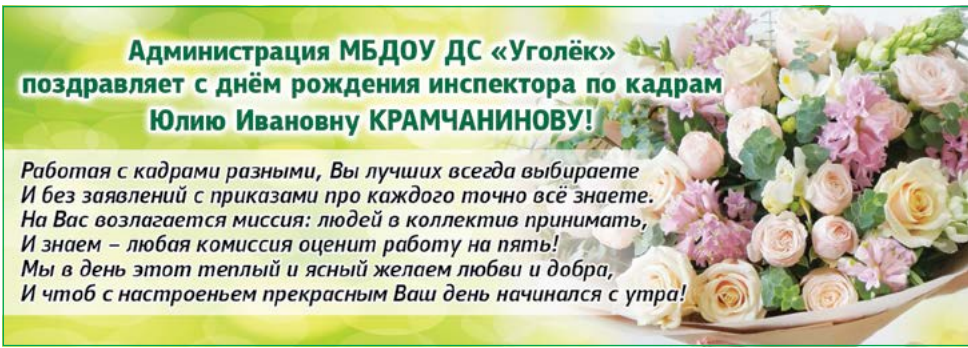 Администрация МБДОУ ДС «Уголёк»
поздравляет с днём рождения инспектора по кадрам
Юлию Ивановну КРАМЧАНИНОВУ!
Работая с кадрами разными, Вы лучших всегда выбираете
И без заявлений с приказами про каждого точно всё знаете.
На Вас возлагается миссия: людей в коллектив принимать,
И знаем – любая комиссия оценит работу на пять!
Мы в день этот теплый и ясный желаем любви и добра,
И чтоб с настроеньем прекрасным Ваш день начинался с утра!